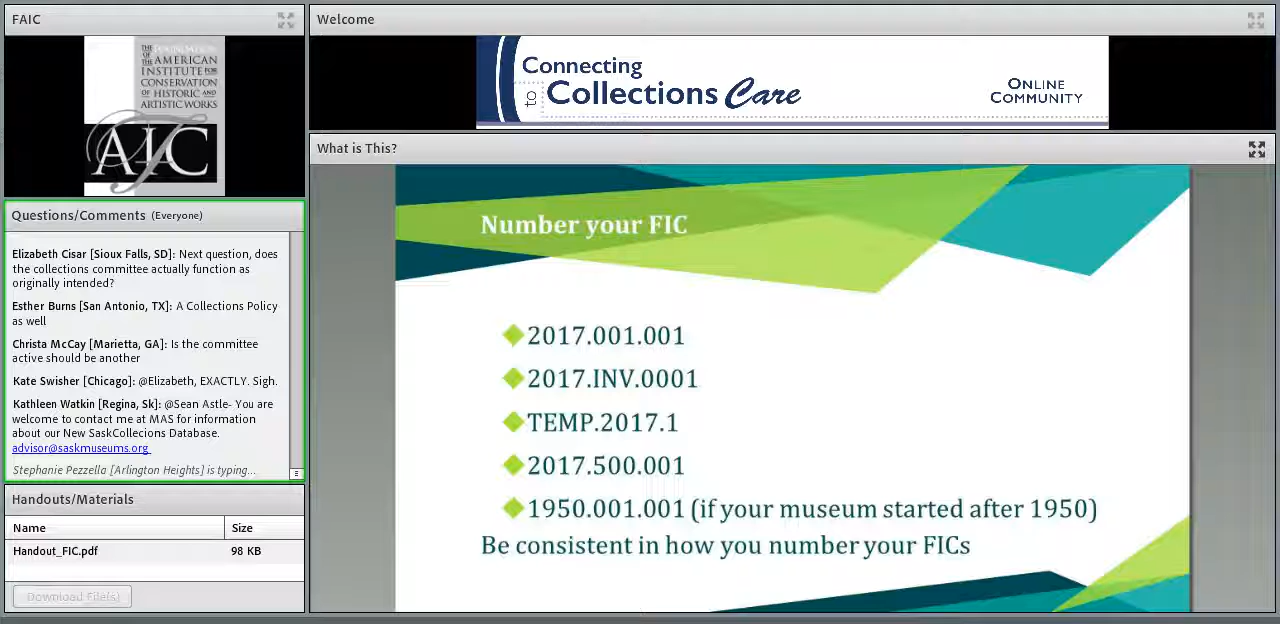 FAIC
THE FOUNDATION
OF THE AMERICAN
INSTITUTE FOR
CONSERVATION
OF HISTORIC AND
ARTISTIC WORKS
AIC
Questions/Comments (Everyone)
Elizabeth Cisar [Sioux Falls, SD]: Next question, does
the collections committee actually function as
originally intended?
Esther Burns [San Antonio, TX]: A Collections Policy
as well
Christa McCay [Marietta, GA]: Is the committee
active should be another
Kate Swisher [Chicago]: @Elizabeth, EXACTLY. Sigh.
Kathleen Watkin [Regina, Sk]: @Sean Astle- You are
welcome to contact me at MAS for information
about our New SaskCollecions Database.
advisor@saskmuseums.org
Stephanie Pezzella [Arlington Heights] is typing...
Handouts/Materials
Name Size
Handout_FIC.pdf 98 KB
Download File(s)
Welcome
Connecting
to Collections Care
ONLINE
COMMUNITY
What is This?
Number your FIC
2017.001.001
2017.INV.0001
TEMP.2017.1
2017.500.001
1950.001.001 (if your museum started after 1950)
Be consistent in how you number your FICs